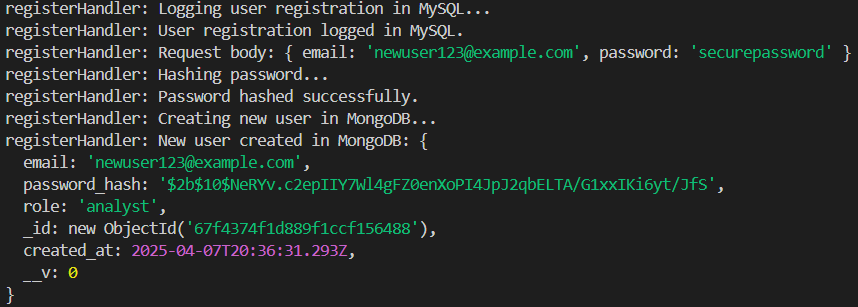 registerHandler: Logging user registration in MySQL...
registerHandler: User registration logged in MySQL.
registerHandler: Request body: { email: 'newuser123@example.com', password: 'securepassword' }
registerHandler: Hashing password...
registerHandler: Password hashed successfully.
registerHandler: Creating new user in MongoDB...
registerHandler: New user created in MongoDB: {
  email: 'newuser123@example.com',
  password_hash: '$2b$10$NeRYv.c2epIIY7Wl4gFZ0enXoPI4JpJ2qbELTA/G1xxIKi6yt/JfS',
  role: 'analyst',
  _id: new ObjectId('67f4374f1d889f1ccf156488'),
  created_at: 2025-04-07T20:36:31.293Z,
  __v: 0
}